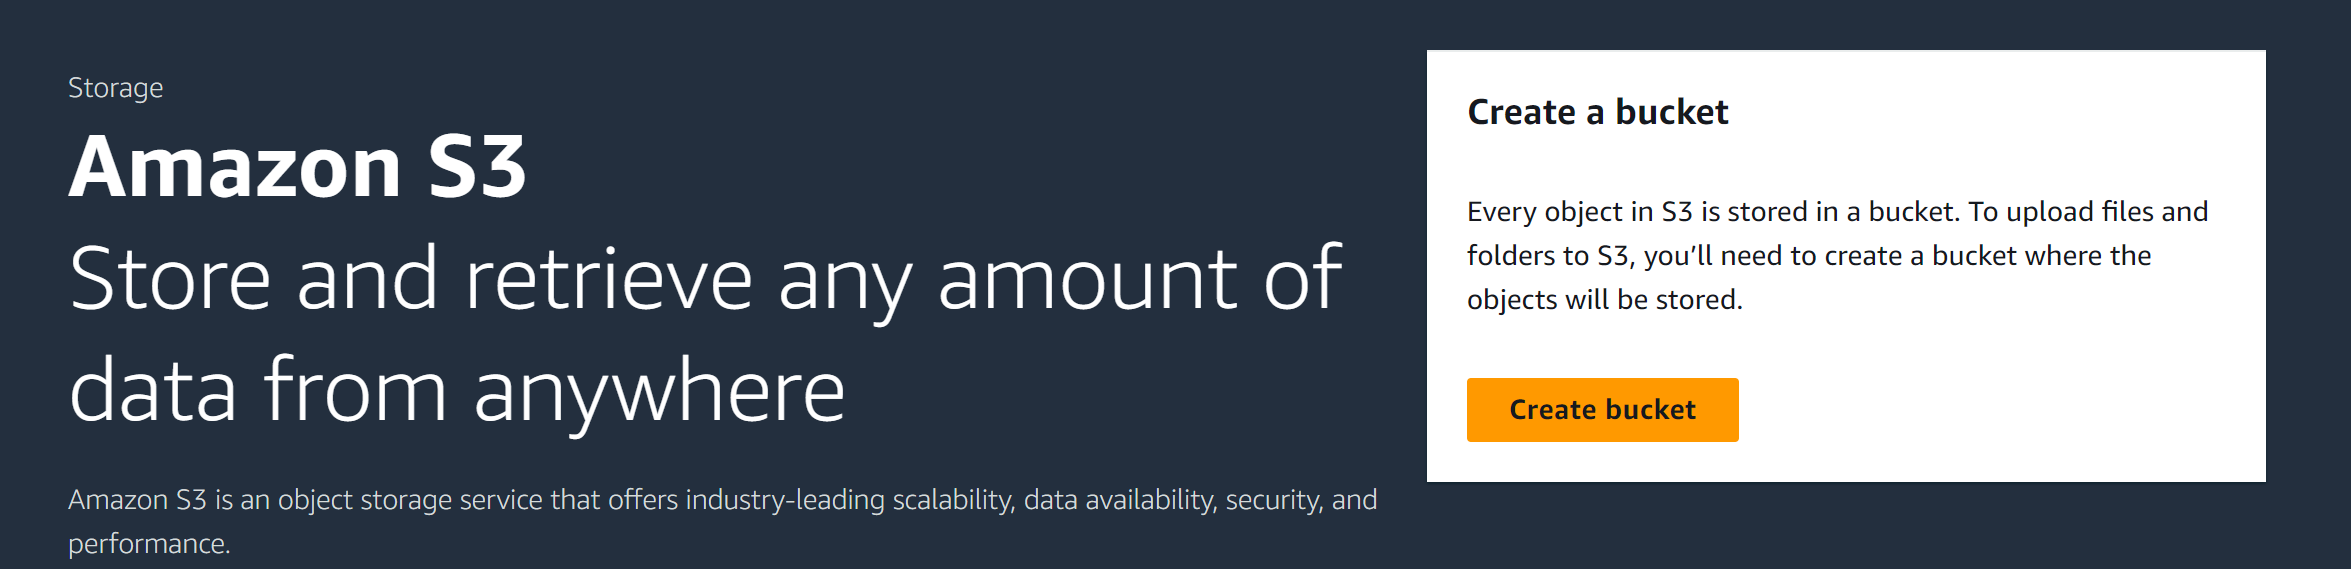 Storage
Amazon S3
Store and retrieve any amount of
data from anywhere
Amazon S3 is an object storage service that offers industry-leading scalability, data availability, security, and
performance.
Create a bucket
Every object in S3 is stored in a bucket. To upload files and
folders to S3, you’ll need to create a bucket where the
objects will be stored.
Create bucket